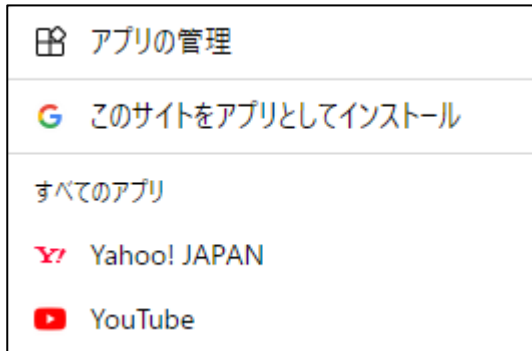 アプリの管理
このサイトをアプリとしてインストール
すべてのアプリ
Yahoo! JAPAN
YouTube